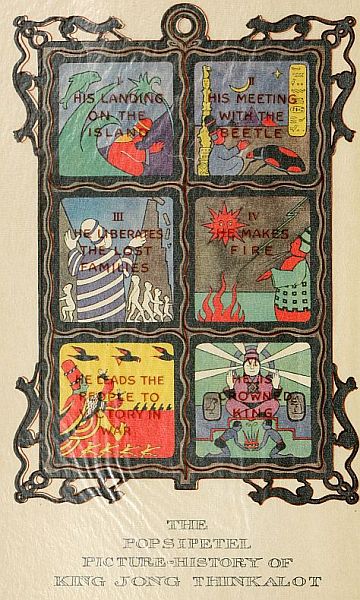 I
HIS LANDING
ON THE
ISLAND
II
HIS MEETING
WITH THE
BEETLE
III
HE LIBERATES
THE LOST
FAMILIES
IV
HE MAKES
FIRE
HE LEADS THE
PEOPLE TO
VICTORY IN
WAR
HE IS
CROWNED
KING
THE
POPSIPETEL
PICTURE-HISTORY OF
KING JONG THINKALOT